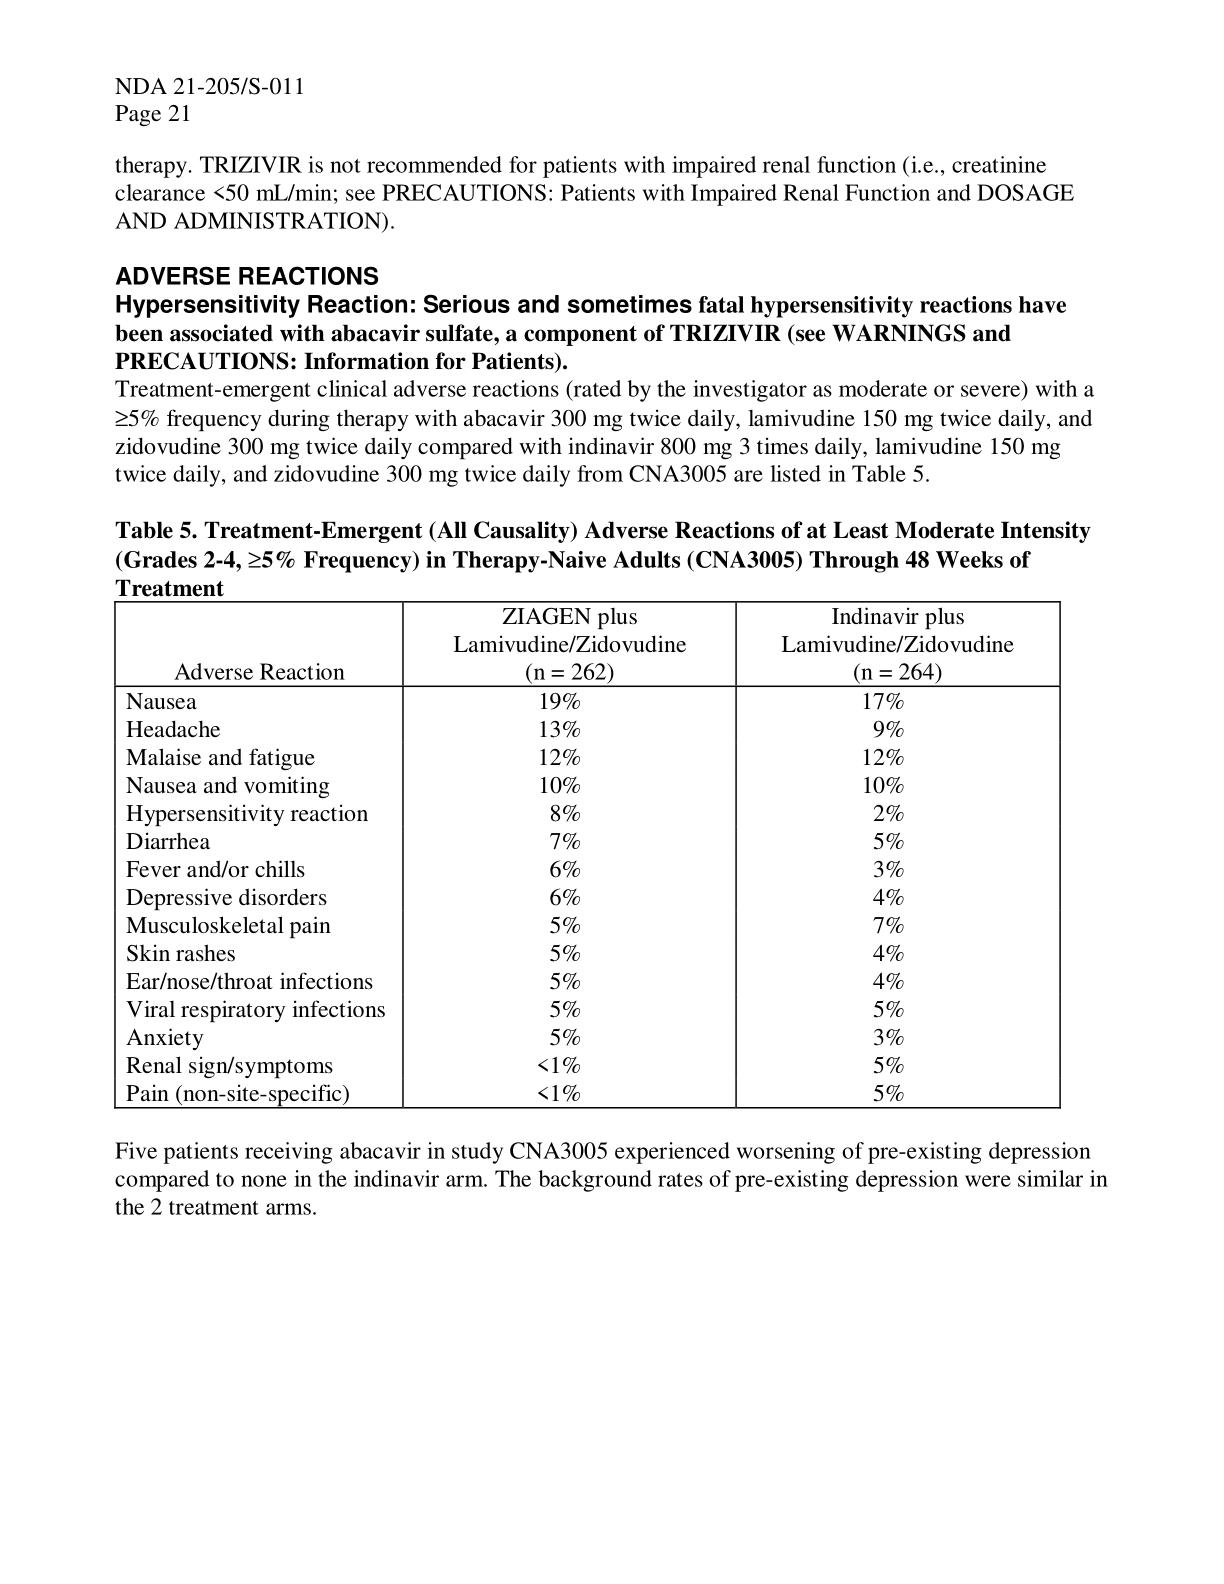 NDA 21-205/S-011
Page 21
therapy. TRIZIVIR is not recommended for patients with impaired renal function (i.e., creatinine
clearance <50 mL/min; see PRECAUTIONS: Patients with Impaired Renal Function and DOSAGE
AND ADMINISTRATION).
ADVERSE REACTIONS
Hypersensitivity Reaction: Serious and sometimes fatal hypersensitivity reactions have
been associated with abacavir sulfate, a component of TRIZIVIR (see WARNINGS and
PRECAUTIONS: Information for Patients).
Treatment-emergent clinical adverse reactions (rated by the investigator as moderate or severe) with a
≥5% frequency during therapy with abacavir 300 mg twice daily, lamivudine 150 mg twice daily, and
zidovudine 300 mg twice daily compared with indinavir 800 mg 3 times daily, lamivudine 150 mg
twice daily, and zidovudine 300 mg twice daily from CNA3005 are listed in Table 5.
Table 5. Treatment-Emergent (All Causality) Adverse Reactions of at Least Moderate Intensity
(Grades 2-4, ≥5% Frequency) in Therapy-Naive Adults (CNA3005) Through 48 Weeks of
Treatment
ZIAGEN plus Indinavir plus
Lamivudine/Zidovudine Lamivudine/Zidovudine
Adverse Reaction (n = 262) (n = 264)
Nausea 19% 17%
Headache 13% 9%
Malaise and fatigue 12% 12%
Nausea and vomiting 10% 10%
Hypersensitivity reaction 8% 2%
Diarrhea 7% 5%
Fever and/or chills 6% 3%
Depressive disorders 6% 4%
Musculoskeletal pain 5% 7%
Skin rashes 5% 4%
Ear/nose/throat infections 5% 4%
Viral respiratory infections 5% 5%
Anxiety 5% 3%
Renal sign/symptoms <1% 5%
Pain (non-site-specific) <1% 5%
Five patients receiving abacavir in study CNA3005 experienced worsening of pre-existing depression
compared to none in the indinavir arm. The background rates of pre-existing depression were similar in
the 2 treatment arms.